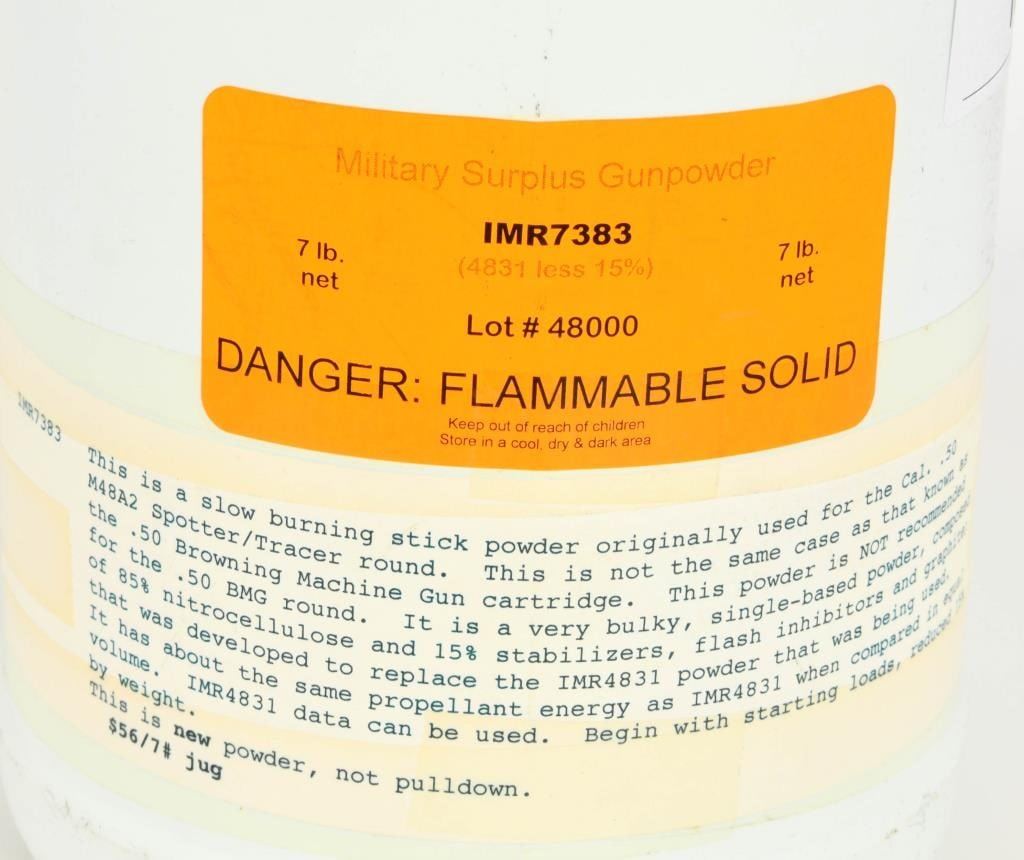 Military Surplus Gunpowder
IMR7383
7 lb. net
(4831 less 15%)
7 lb. net
Lot # 48000
DANGER: FLAMMABLE SOLID
Keep out of reach of children
Store in a cool, dry & dark area
IMR7383
This is a slow burning stick powder originally used for the Cal. .50
M48A2 Spotter/Tracer round. This is not the same case as that known as
the .50 Browning Machine Gun cartridge. This powder is NOT recommended
for the .50 BMG round. It is a very bulky, single-based powder, composed
of 85% nitrocellulose and 15% stabilizers, flash inhibitors and graphite
that was developed to replace the IMR4831 powder that was being used.
It has about the same propellant energy as IMR4831 when compared in equal
volume. IMR4831 data can be used. Begin with starting loads, reduced 15%
by weight.
This is new powder, not pulldown.
$56/7# jug